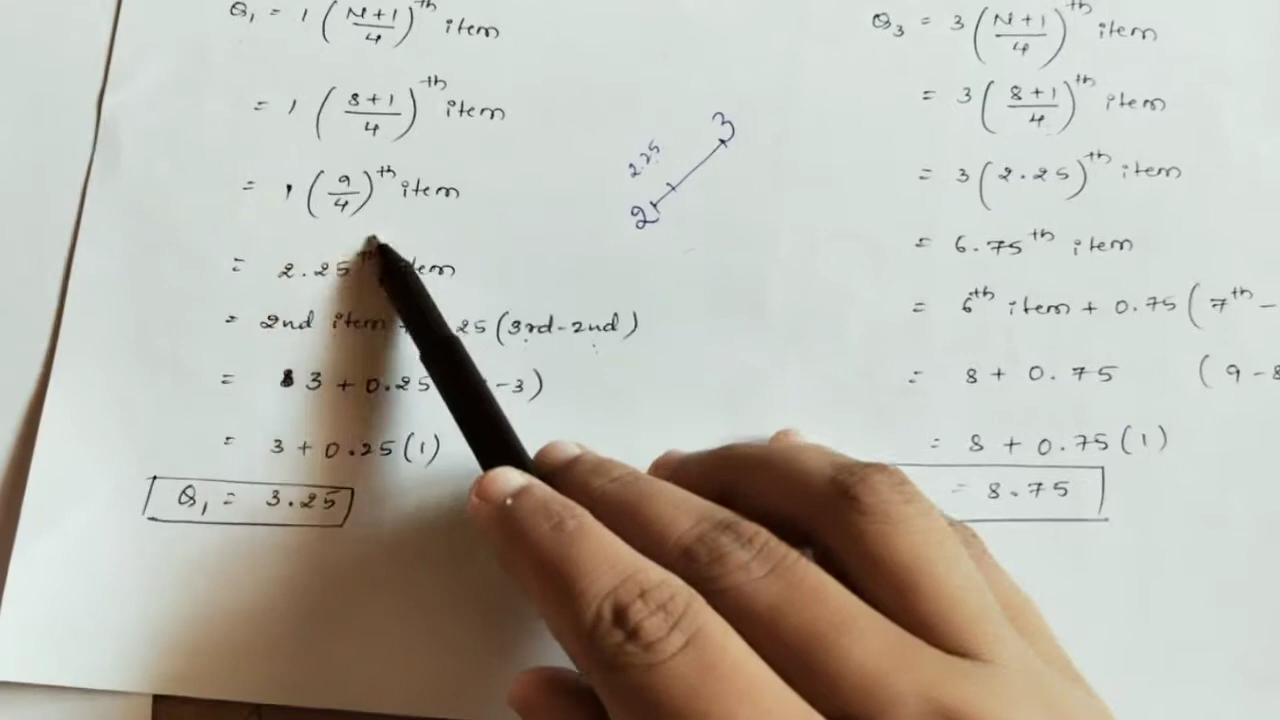 Q₁ = 1 (N+1/4)ᵗʰ item
= 1 (8+1/4)ᵗʰ item
= 1 (9/4)ᵗʰ item
= 2.25 item
= 2nd item 25 (3rd-2nd)
= 3 + 0.25 -3)
= 3 + 0.25 (1)
Q₁ = 3.25
3
2.25
2
Q₃ = 3 (N+1/4)ᵗʰ item
= 3 (8+1/4)ᵗʰ item
= 3 (2.25)ᵗʰ item
= 6.75ᵗʰ item
= 6ᵗʰ item + 0.75 (7ᵗʰ -
= 8 + 0.75 (9-8
= 8 + 0.75 (1)
= 8.75